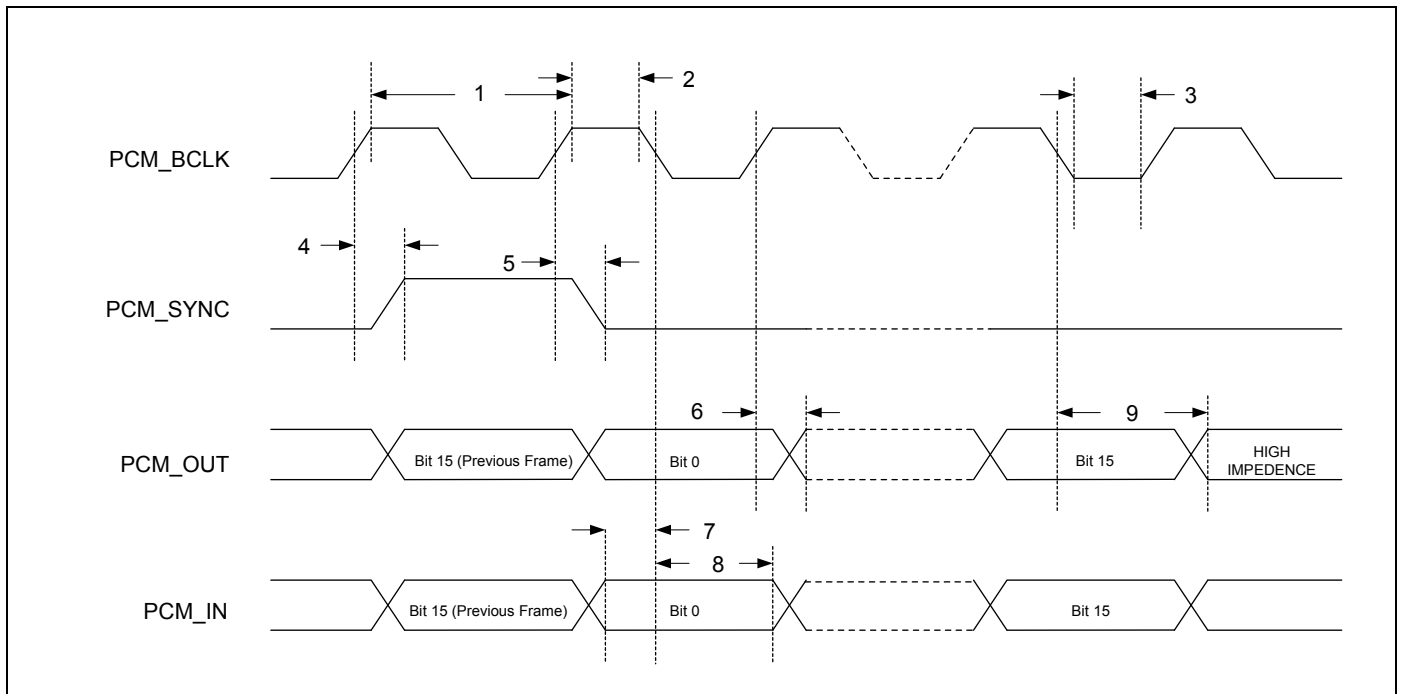 1
2
3
PCM_BCLK
4
5
PCM_SYNC
6
9
PCM_OUT
Bit 15 (Previous Frame)
Bit 0
Bit 15
HIGH
IMPEDENCE
7
8
PCM_IN
Bit 15 (Previous Frame)
Bit 0
Bit 15